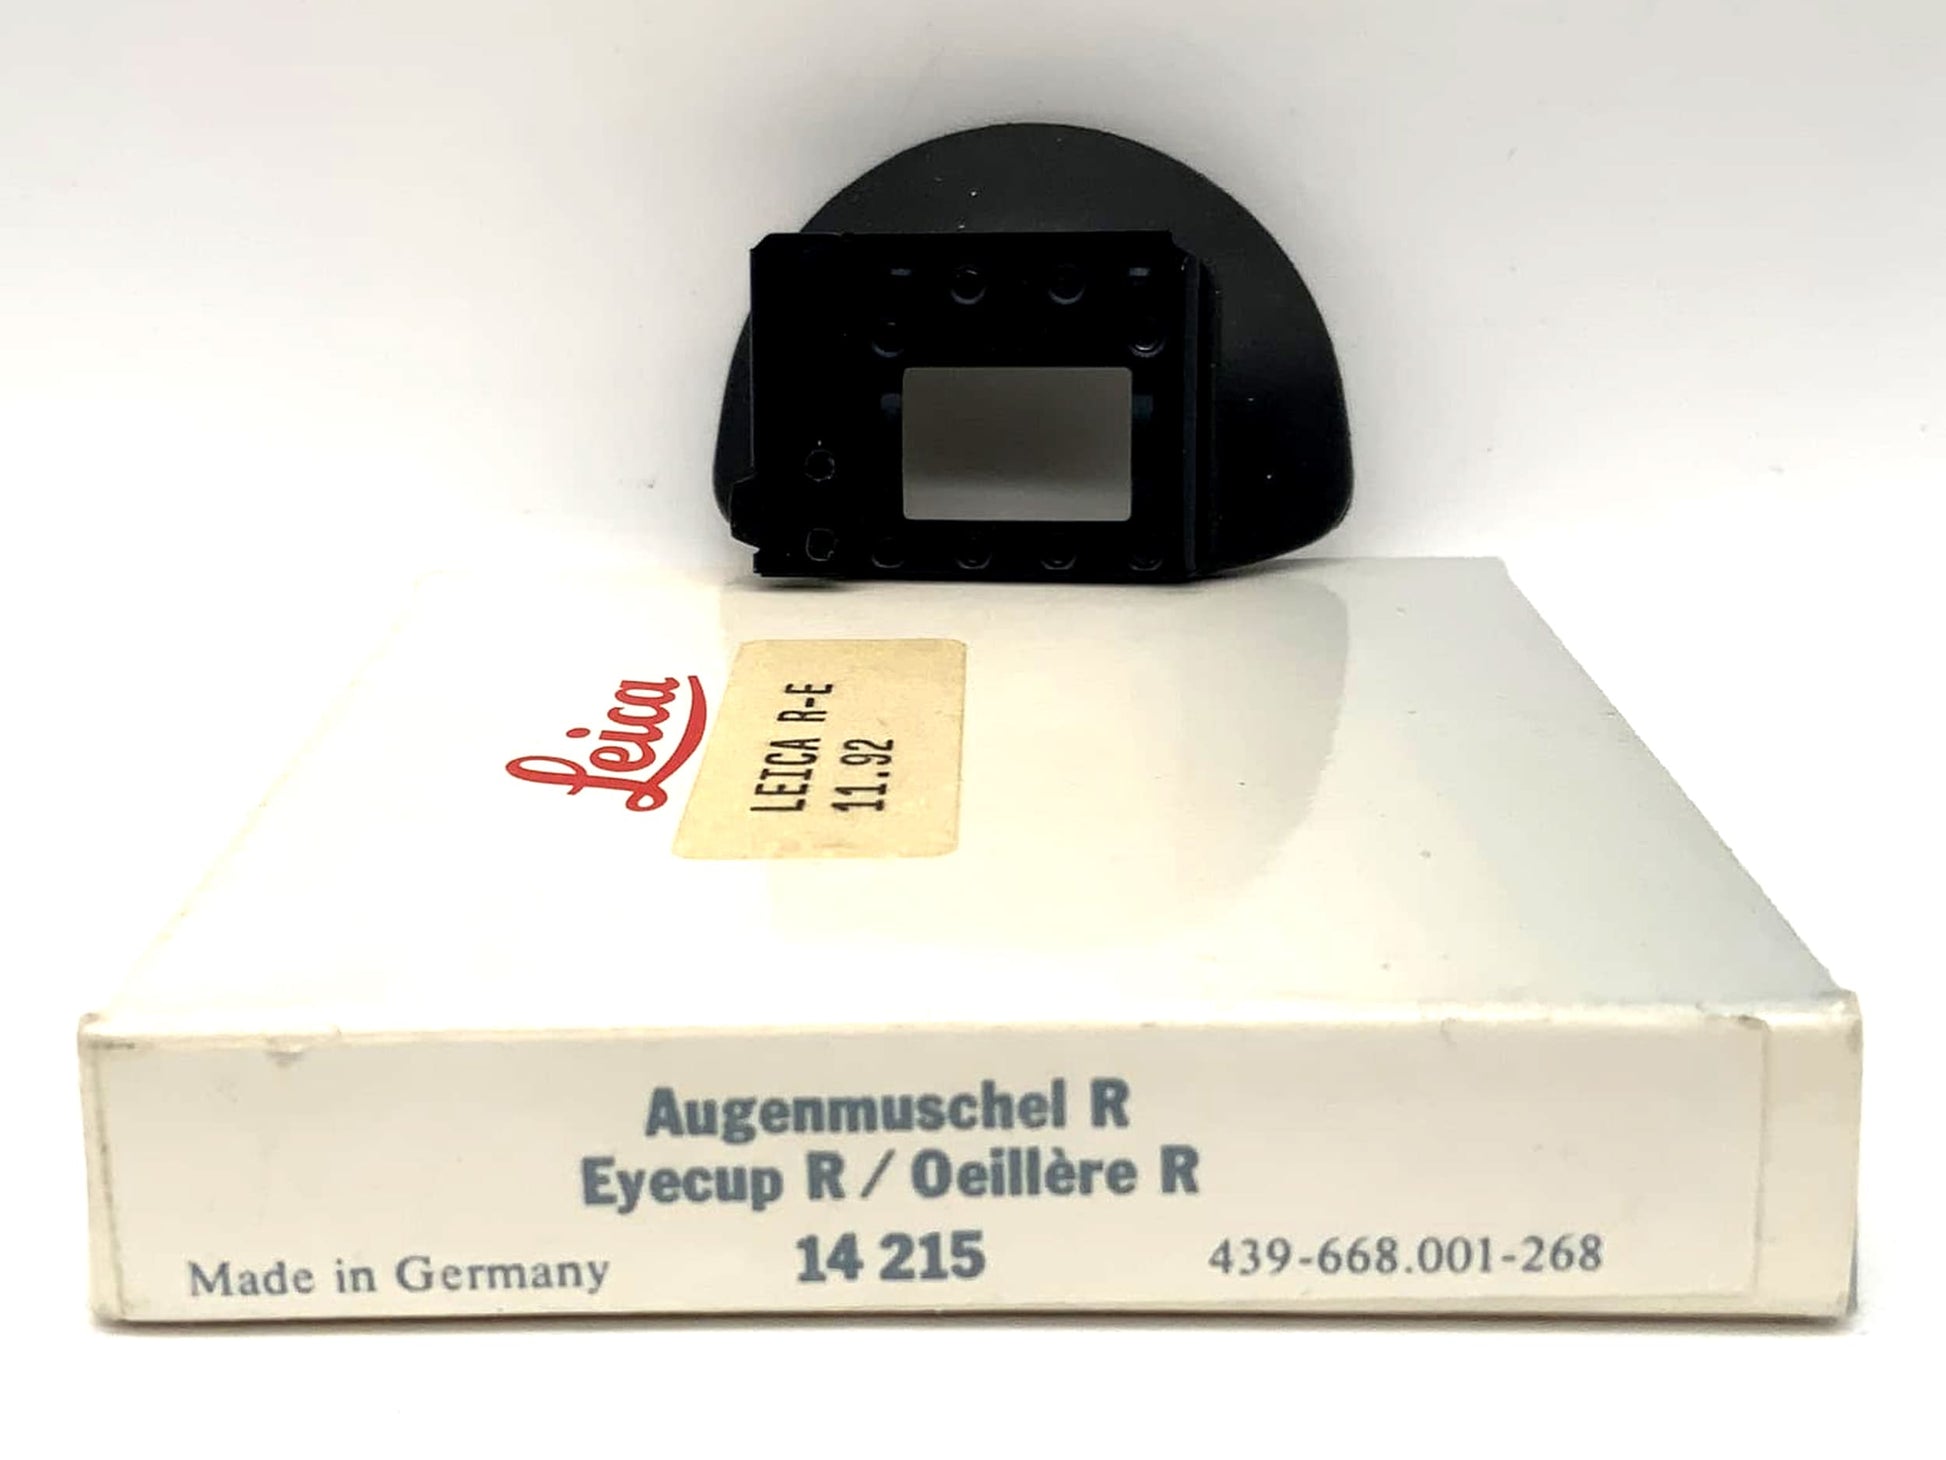 Leica
LEICA R-E
11.92
Augenmuschel R
Eyecup R / Oeillère R
Made in Germany 14 215 439-668.001-268